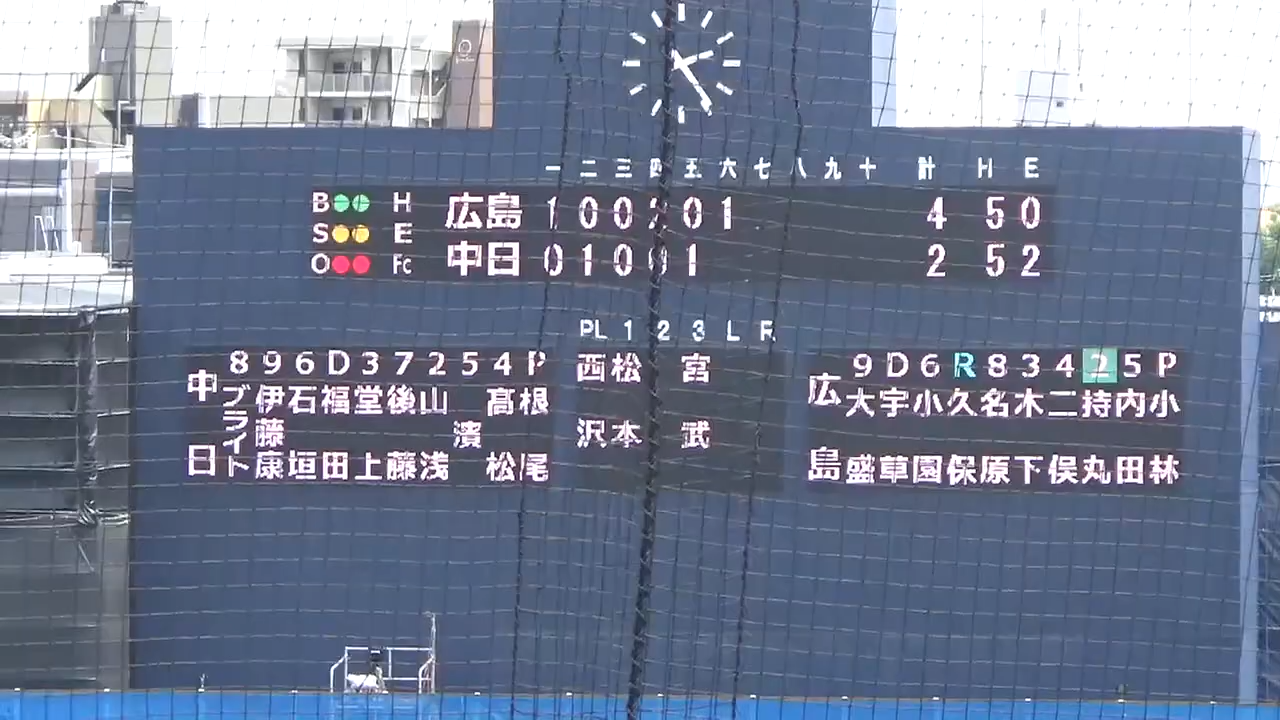 一 二 三 四 五 六 七 八 九 十 計 H E
B H 広島 1 0 0 2 0 1 4 5 0
S E
O Fc 中日 0 1 0 0 1 2 5 2
PL 1 2 3 L R
中日
8 9 6 D 3 7 2 5 4 P
ブライト
伊藤康
石垣
福田
堂上
後藤
山浅
濱
髙松
根尾
西沢
松本
宮武
広島
9 D 6 R 8 3 4 2 5 P
大盛
宇草
小園
久保
名原
木下
二俣
持丸
内田
小林